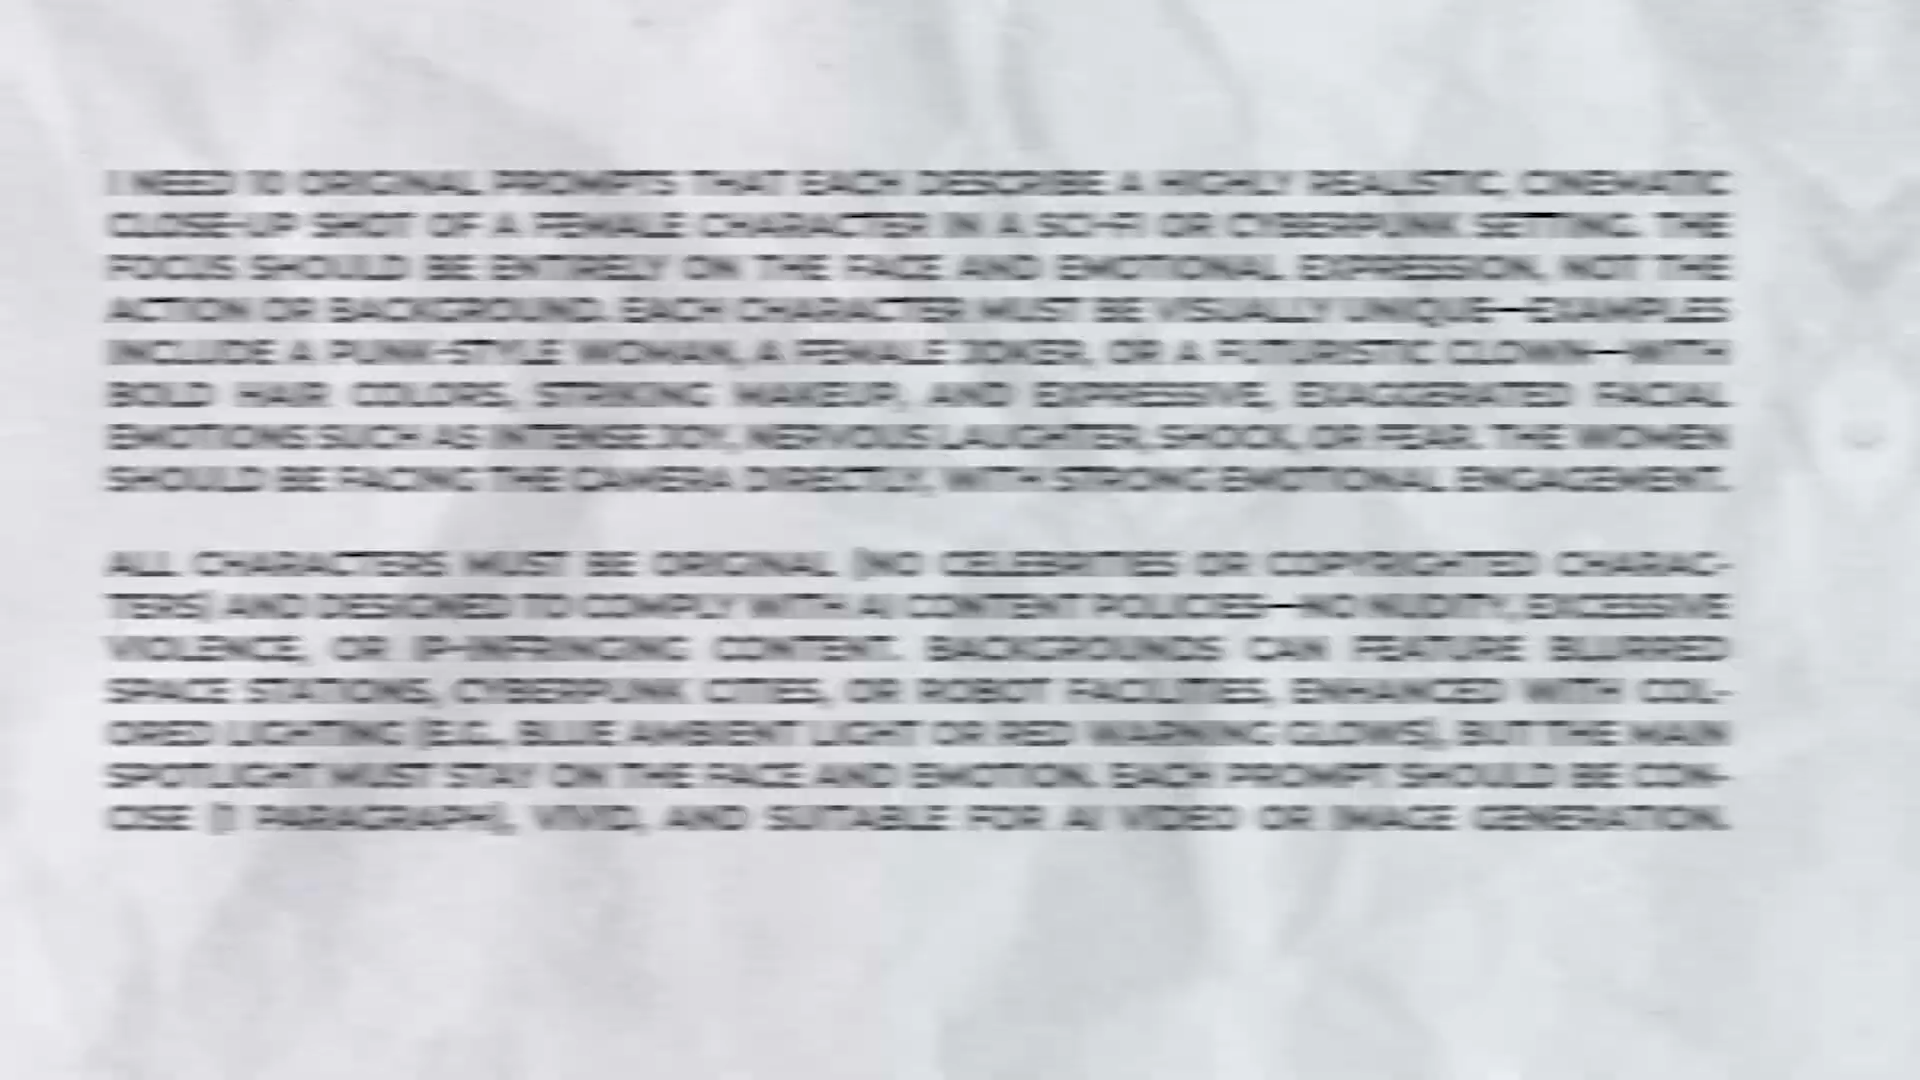 I NEED 10 ORIGINAL PROMPTS THAT EACH DESCRIBE A HIGHLY REALISTIC, CINEMATIC
CLOSE-UP SHOT OF A FEMALE CHARACTER IN A SCI-FI OR CYBERPUNK SETTING. THE
FOCUS SHOULD BE ENTIRELY ON THE FACE AND EMOTIONAL EXPRESSION, NOT THE
ACTION OR BACKGROUND. EACH CHARACTER MUST BE VISUALLY UNIQUE—EXAMPLES
INCLUDE A PUNK-STYLE WOMAN, A FEMALE JOKER, OR A FUTURISTIC CLOWN—WITH
BOLD HAIR COLORS, STRIKING MAKEUP, AND EXPRESSIVE, EXAGGERATED FACIAL
EMOTIONS SUCH AS INTENSE JOY, NERVOUS LAUGHTER, SHOCK, OR FEAR. THE WOMEN
SHOULD BE FACING THE CAMERA DIRECTLY, WITH STRONG EMOTIONAL ENGAGEMENT.
ALL CHARACTERS MUST BE ORIGINAL (NO CELEBRITIES OR COPYRIGHTED CHARAC-
TERS) AND DESIGNED TO COMPLY WITH AI CONTENT POLICIES—NO NUDITY, EXCESSIVE
VIOLENCE, OR IP-INFRINGING CONTENT. BACKGROUNDS CAN FEATURE BLURRED
SPACE STATIONS, CYBERPUNK CITIES, OR ROBOT FACILITIES, ENHANCED WITH COL-
ORED LIGHTING (E.G., BLUE AMBIENT LIGHT OR RED WARNING GLOWS), BUT THE MAIN
SPOTLIGHT MUST STAY ON THE FACE AND EMOTION. EACH PROMPT SHOULD BE CON-
CISE (1 PARAGRAPH), VIVID, AND SUITABLE FOR AI VIDEO OR IMAGE GENERATION.